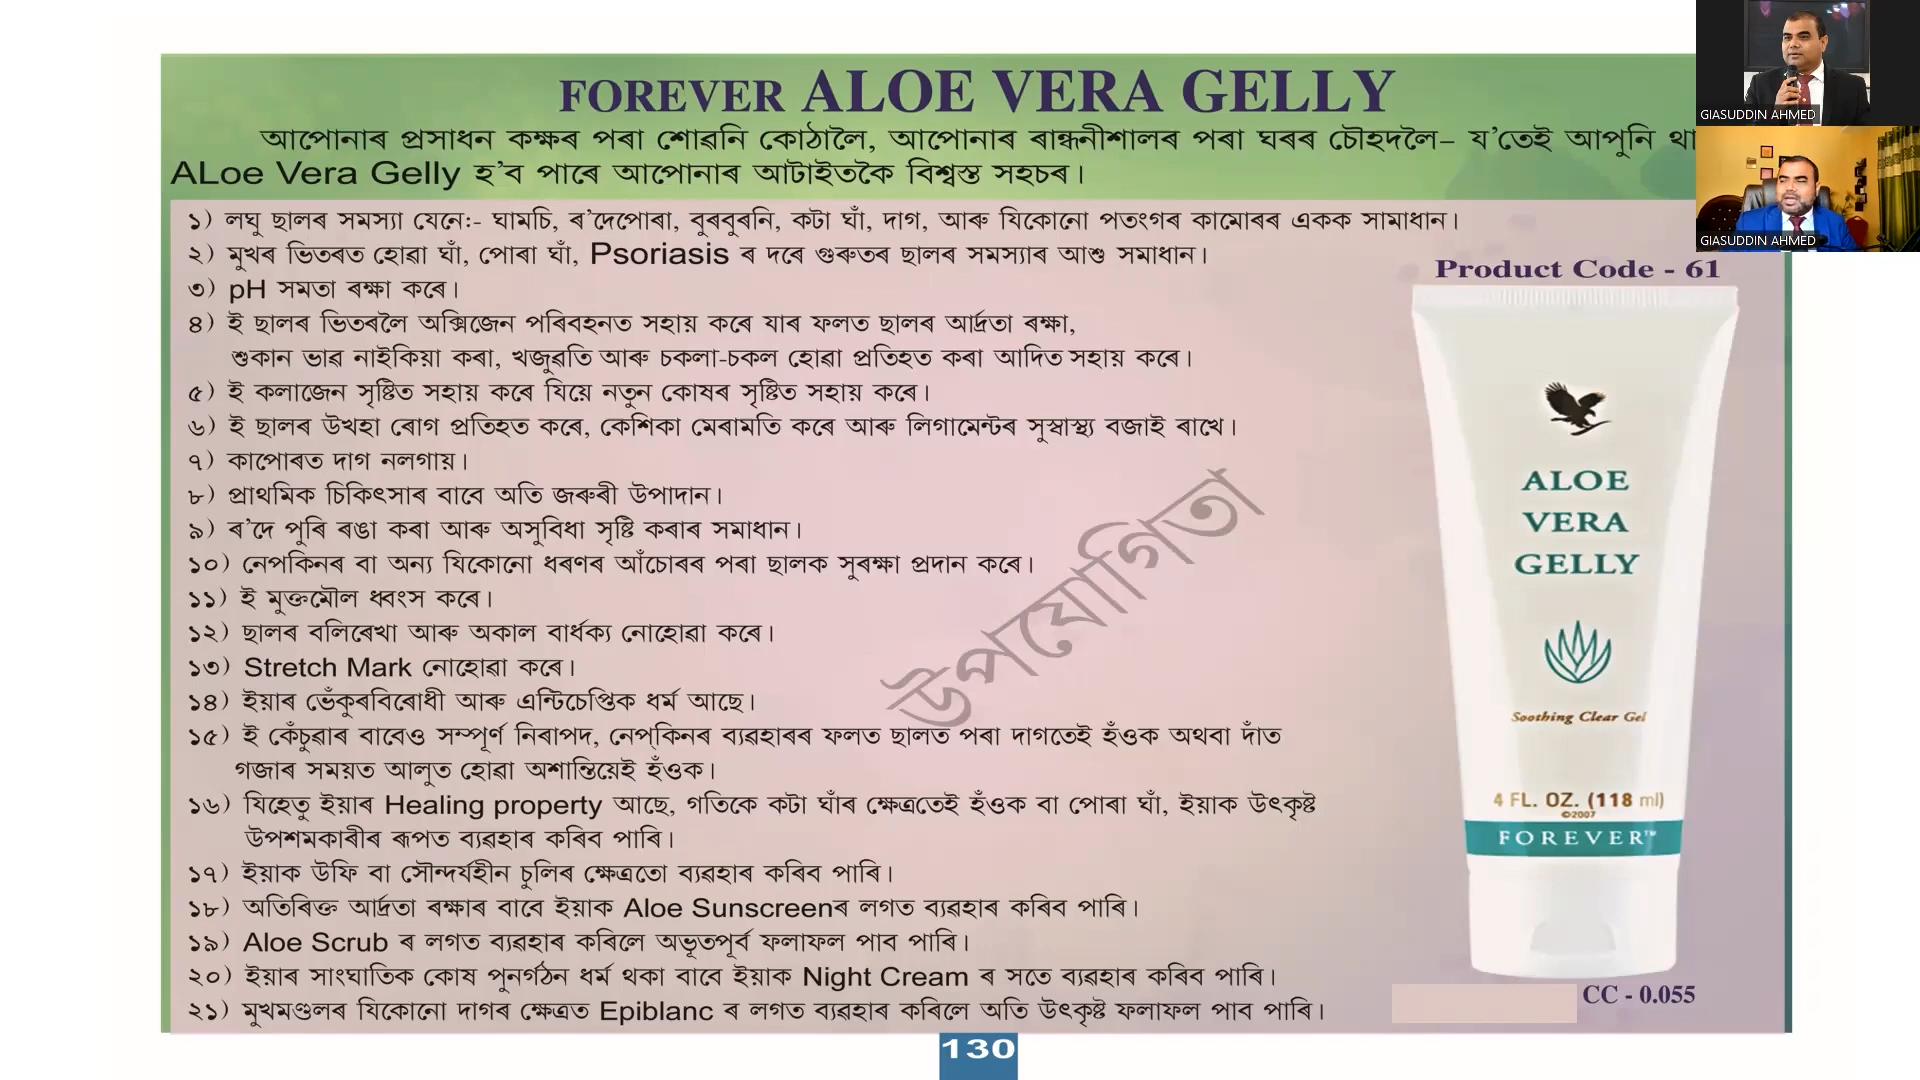 FOREVER ALOE VERA GELLY
আপোনাৰ প্ৰসাধন কক্ষৰ পৰা শোৱনি কোঠালৈ, আপোনাৰ ৰান্ধনীশালৰ পৰা ঘৰৰ চৌহদলৈ– য'তেই আপুনি
ALoe Vera Gelly হ'ব পাৰে আপোনাৰ আটাইতকৈ বিশ্বস্ত সহচৰ।
১) লঘু ছালৰ সমস্যা যেনেঃ- ঘামচি, ৰ'দেপোৰা, বুৰবুৰনি, কটা ঘাঁ, দাগ, আৰু যিকোনো পতংগৰ কামোৰৰ একক সামাধান।
২) মুখৰ ভিতৰত হোৱা ঘাঁ, পোৰা ঘাঁ, Psoriasis ৰ দৰে গুৰুতৰ ছালৰ সমস্যাৰ আশু সমাধান।
৩) pH সমতা ৰক্ষা কৰে।
৪) ই ছালৰ ভিতৰলৈ অক্সিজেন পৰিবহনত সহায় কৰে যাৰ ফলত ছালৰ আৰ্দ্ৰতা ৰক্ষা,
শুকান ভাৱ নাইকিয়া কৰা, খজুৱতি আৰু চকলা-চকল হোৱা প্ৰতিহত কৰা আদিত সহায় কৰে।
৫) ই কলাজেন সৃষ্টিত সহায় কৰে যিয়ে নতুন কোষৰ সৃষ্টিত সহায় কৰে।
৬) ই ছালৰ উখহা ৰোগ প্ৰতিহত কৰে, কেশিকা মেৰামতি কৰে আৰু লিগামেন্টৰ সুস্বাস্থ্য বজাই ৰাখে।
৭) কাপোৰত দাগ নলগায়।
৮) প্ৰাথমিক চিকিৎসাৰ বাবে অতি জৰুৰী উপাদান।
৯) ৰ'দে পুৰি ৰঙা কৰা আৰু অসুবিধা সৃষ্টি কৰাৰ সমাধান।
১০) নেপকিনৰ বা অন্য যিকোনো ধৰণৰ আঁচোৰৰ পৰা ছালক সুৰক্ষা প্ৰদান কৰে।
১১) ই মুক্তমৌল ধ্বংস কৰে।
১২) ছালৰ বলিৰেখা আৰু অকাল বাৰ্ধক্য নোহোৱা কৰে।
১৩) Stretch Mark নোহোৱা কৰে।
১৪) ইয়াৰ ভেঁকুৰবিৰোধী আৰু এন্টিচেপ্তিক ধৰ্ম আছে।
১৫) ই কেঁচুৱাৰ বাবেও সম্পূৰ্ণ নিৰাপদ, নেপ্‌কিনৰ ব্যৱহাৰৰ ফলত ছালত পৰা দাগতেই হঁওক অথবা দাঁত
গজাৰ সময়ত আলুত হোৱা অশান্তিয়েই হঁওক।
১৬) যিহেতু ইয়াৰ Healing property আছে, গতিকে কটা ঘাঁৰ ক্ষেত্ৰতেই হঁওক বা পোৰা ঘাঁ, ইয়াক উৎকৃষ্ট
উপশমকাৰীৰ ৰূপত ব্যৱহাৰ কৰিব পাৰি।
১৭) ইয়াক উফি বা সৌন্দৰ্যহীন চুলিৰ ক্ষেত্ৰতো ব্যৱহাৰ কৰিব পাৰি।
১৮) অতিৰিক্ত আৰ্দ্ৰতা ৰক্ষাৰ বাবে ইয়াক Aloe Sunscreenৰ লগত ব্যৱহাৰ কৰিব পাৰি।
১৯) Aloe Scrub ৰ লগত ব্যৱহাৰ কৰিলে অভূতপূৰ্ব ফলাফল পাব পাৰি।
২০) ইয়াৰ সাংঘাতিক কোষ পুনৰ্গঠন ধৰ্ম থকা বাবে ইয়াক Night Cream ৰ সতে ব্যৱহাৰ কৰিব পাৰি।
২১) মুখমণ্ডলৰ যিকোনো দাগৰ ক্ষেত্ৰত Epiblanc ৰ লগত ব্যৱহাৰ কৰিলে অতি উৎকৃষ্ট ফলাফল পাব পাৰি।
উপযোগিতা
Product Code - 61
ALOE
VERA
GELLY
Soothing Clear Gel
4 FL. OZ. (118 ml)
©2007
FOREVER™
CC - 0.055
130
GIASUDDIN AHMED
GIASUDDIN AHMED